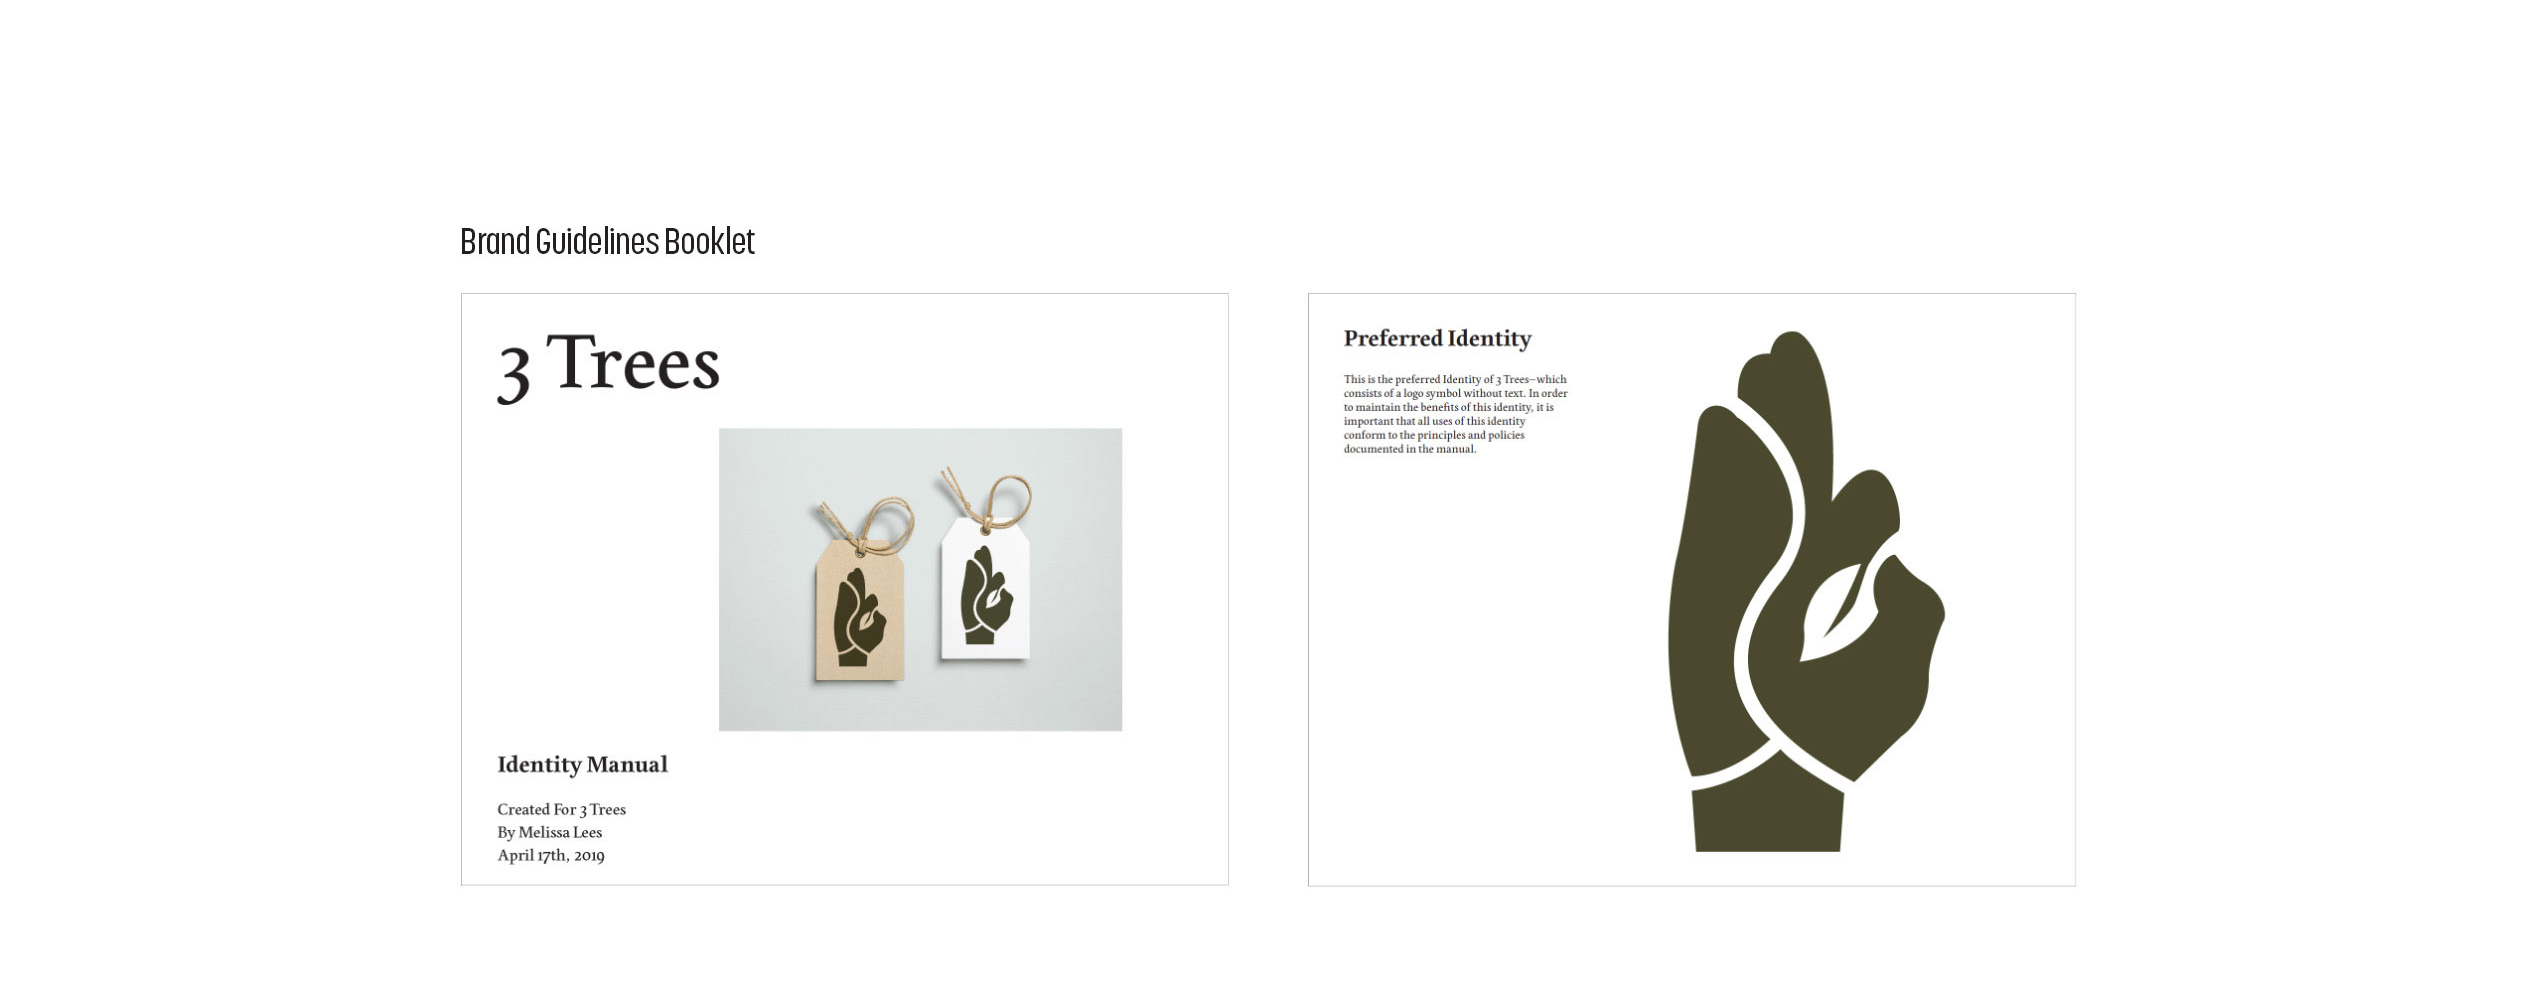 Brand Guidelines Booklet
3 Trees
Identity Manual
Created For 3 Trees
By Melissa Lees
April 17th, 2019
Preferred Identity
This is the preferred Identity of 3 Trees–which
consists of a logo symbol without text. In order
to maintain the benefits of this identity, it is
important that all uses of this identity
conform to the principles and policies
documented in the manual.